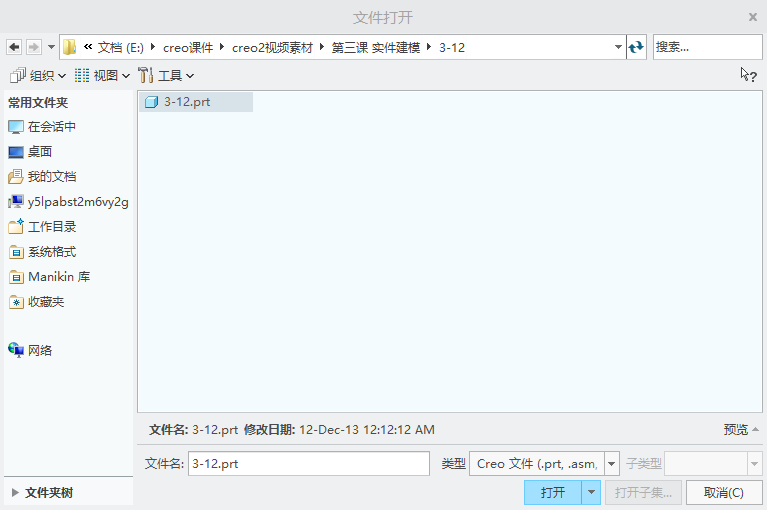 文件打开
« 文档 (E:) creo课件 creo2视频素材 第三课 实件建模 3-12
搜索...
组织 视图 工具
常用文件夹
3-12.prt
在会话中
桌面
我的文档
y5lpabst2m6vy2g
工作目录
系统格式
Manikin 库
收藏夹
网络
文件名: 3-12.prt 修改日期: 12-Dec-13 12:12:12 AM
预览
文件名: 3-12.prt
类型 Creo 文件 (.prt, .asm,
子类型
文件夹树
打开
打开子集...
取消(C)